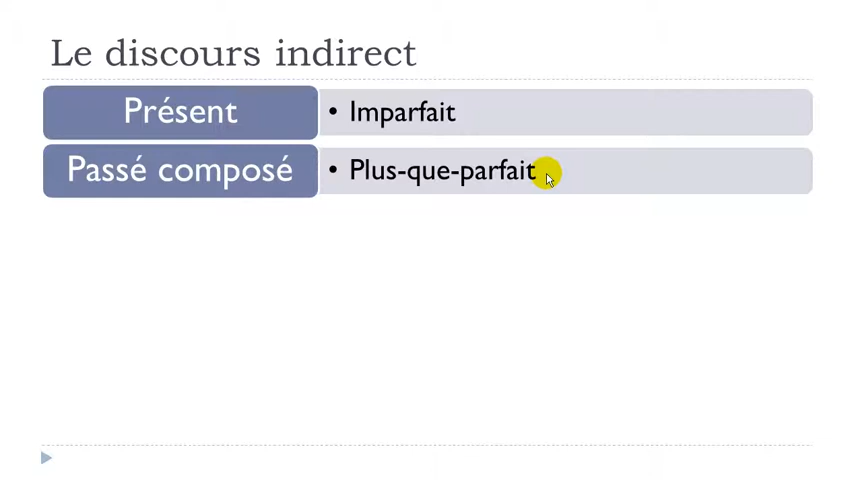 Le discours indirect
Présent
• Imparfait
Passé composé
• Plus-que-parfait